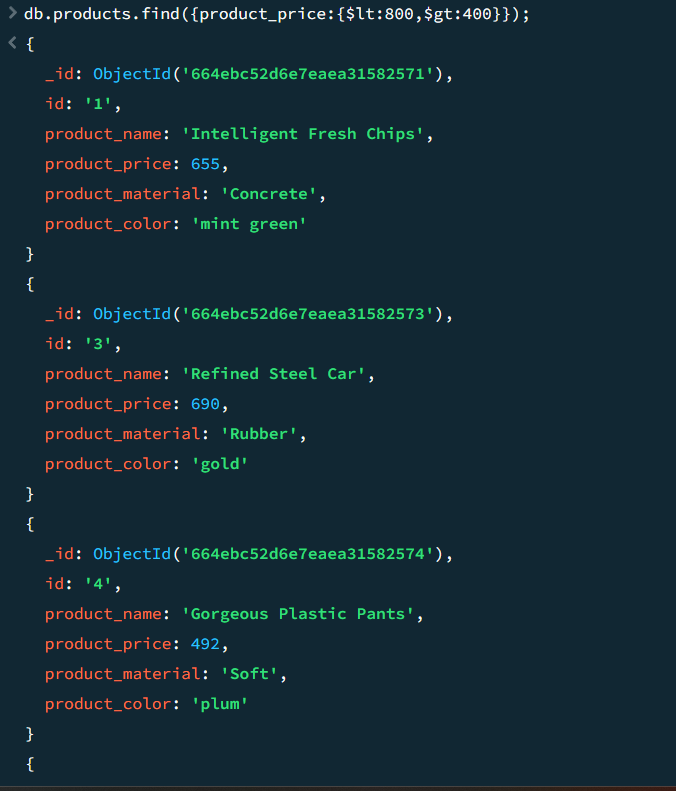 > db.products.find({product_price:{$lt:800,$gt:400}});
< {
_id: ObjectId('664ebc52d6e7eaea31582571'),
id: '1',
product_name: 'Intelligent Fresh Chips',
product_price: 655,
product_material: 'Concrete',
product_color: 'mint green'
}
{
_id: ObjectId('664ebc52d6e7eaea31582573'),
id: '3',
product_name: 'Refined Steel Car',
product_price: 690,
product_material: 'Rubber',
product_color: 'gold'
}
{
_id: ObjectId('664ebc52d6e7eaea31582574'),
id: '4',
product_name: 'Gorgeous Plastic Pants',
product_price: 492,
product_material: 'Soft',
product_color: 'plum'
}
{